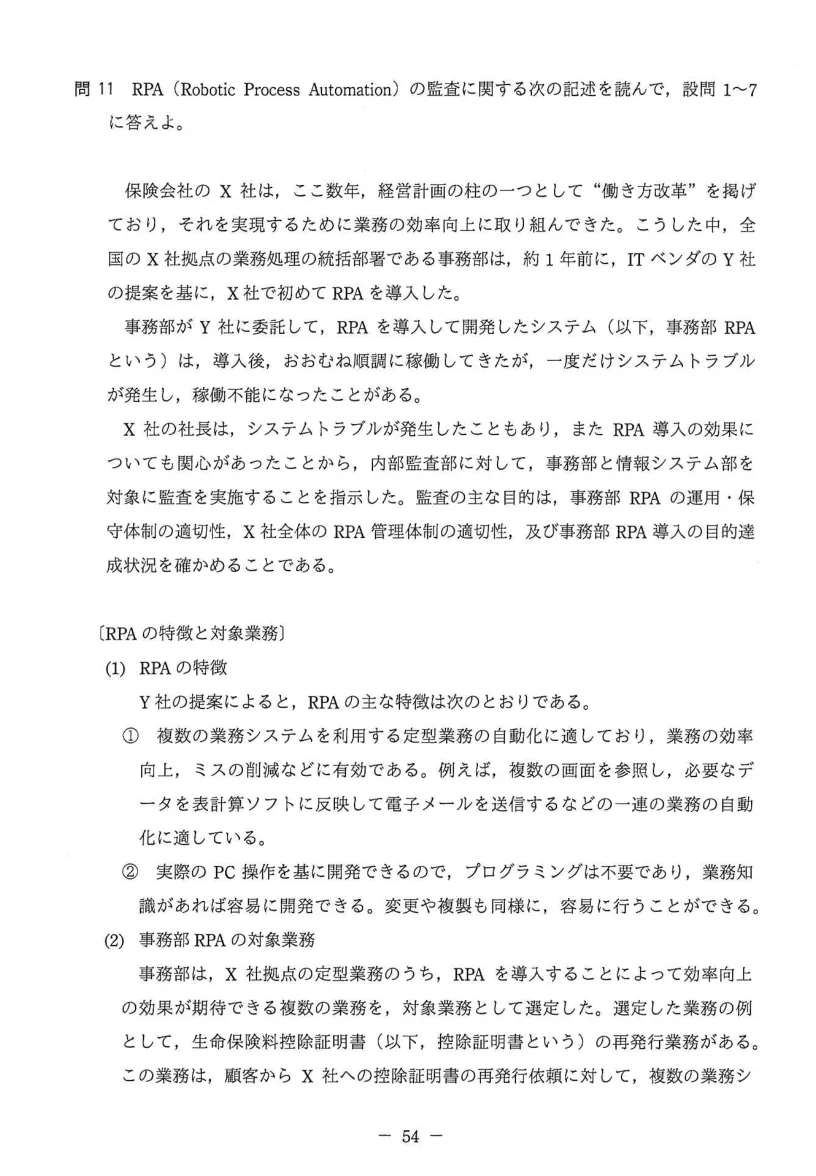 問 11 RPA（Robotic Process Automation）の監査に関する次の記述を読んで，設問 1～7
に答えよ。
保険会社の X 社は，ここ数年，経営計画の柱の一つとして“働き方改革”を掲げ
ており，それを実現するために業務の効率向上に取り組んできた。こうした中，全
国の X 社拠点の業務処理の統括部署である事務部は，約 1 年前に，IT ベンダの Y 社
の提案を基に，X 社で初めて RPA を導入した。
事務部が Y 社に委託して，RPA を導入して開発したシステム（以下，事務部 RPA
という）は，導入後，おおむね順調に稼働してきたが，一度だけシステムトラブル
が発生し，稼働不能になったことがある。
X 社の社長は，システムトラブルが発生したこともあり，また RPA 導入の効果に
ついても関心があったことから，内部監査部に対して，事務部と情報システム部を
対象に監査を実施することを指示した。監査の主な目的は，事務部 RPA の運用・保
守体制の適切性，X 社全体の RPA 管理体制の適切性，及び事務部 RPA 導入の目的達
成状況を確かめることである。
〔RPA の特徴と対象業務〕
(1) RPA の特徴
Y 社の提案によると，RPA の主な特徴は次のとおりである。
① 複数の業務システムを利用する定型業務の自動化に適しており，業務の効率
向上，ミスの削減などに有効である。例えば，複数の画面を参照し，必要なデ
ータを表計算ソフトに反映して電子メールを送信するなどの一連の業務の自動
化に適している。
② 実際の PC 操作を基に開発できるので，プログラミングは不要であり，業務知
識があれば容易に開発できる。変更や複製も同様に，容易に行うことができる。
(2) 事務部 RPA の対象業務
事務部は，X 社拠点の定型業務のうち，RPA を導入することによって効率向上
の効果が期待できる複数の業務を，対象業務として選定した。選定した業務の例
として，生命保険料控除証明書（以下，控除証明書という）の再発行業務がある。
この業務は，顧客から X 社への控除証明書の再発行依頼に対して，複数の業務シ
－ 54 －